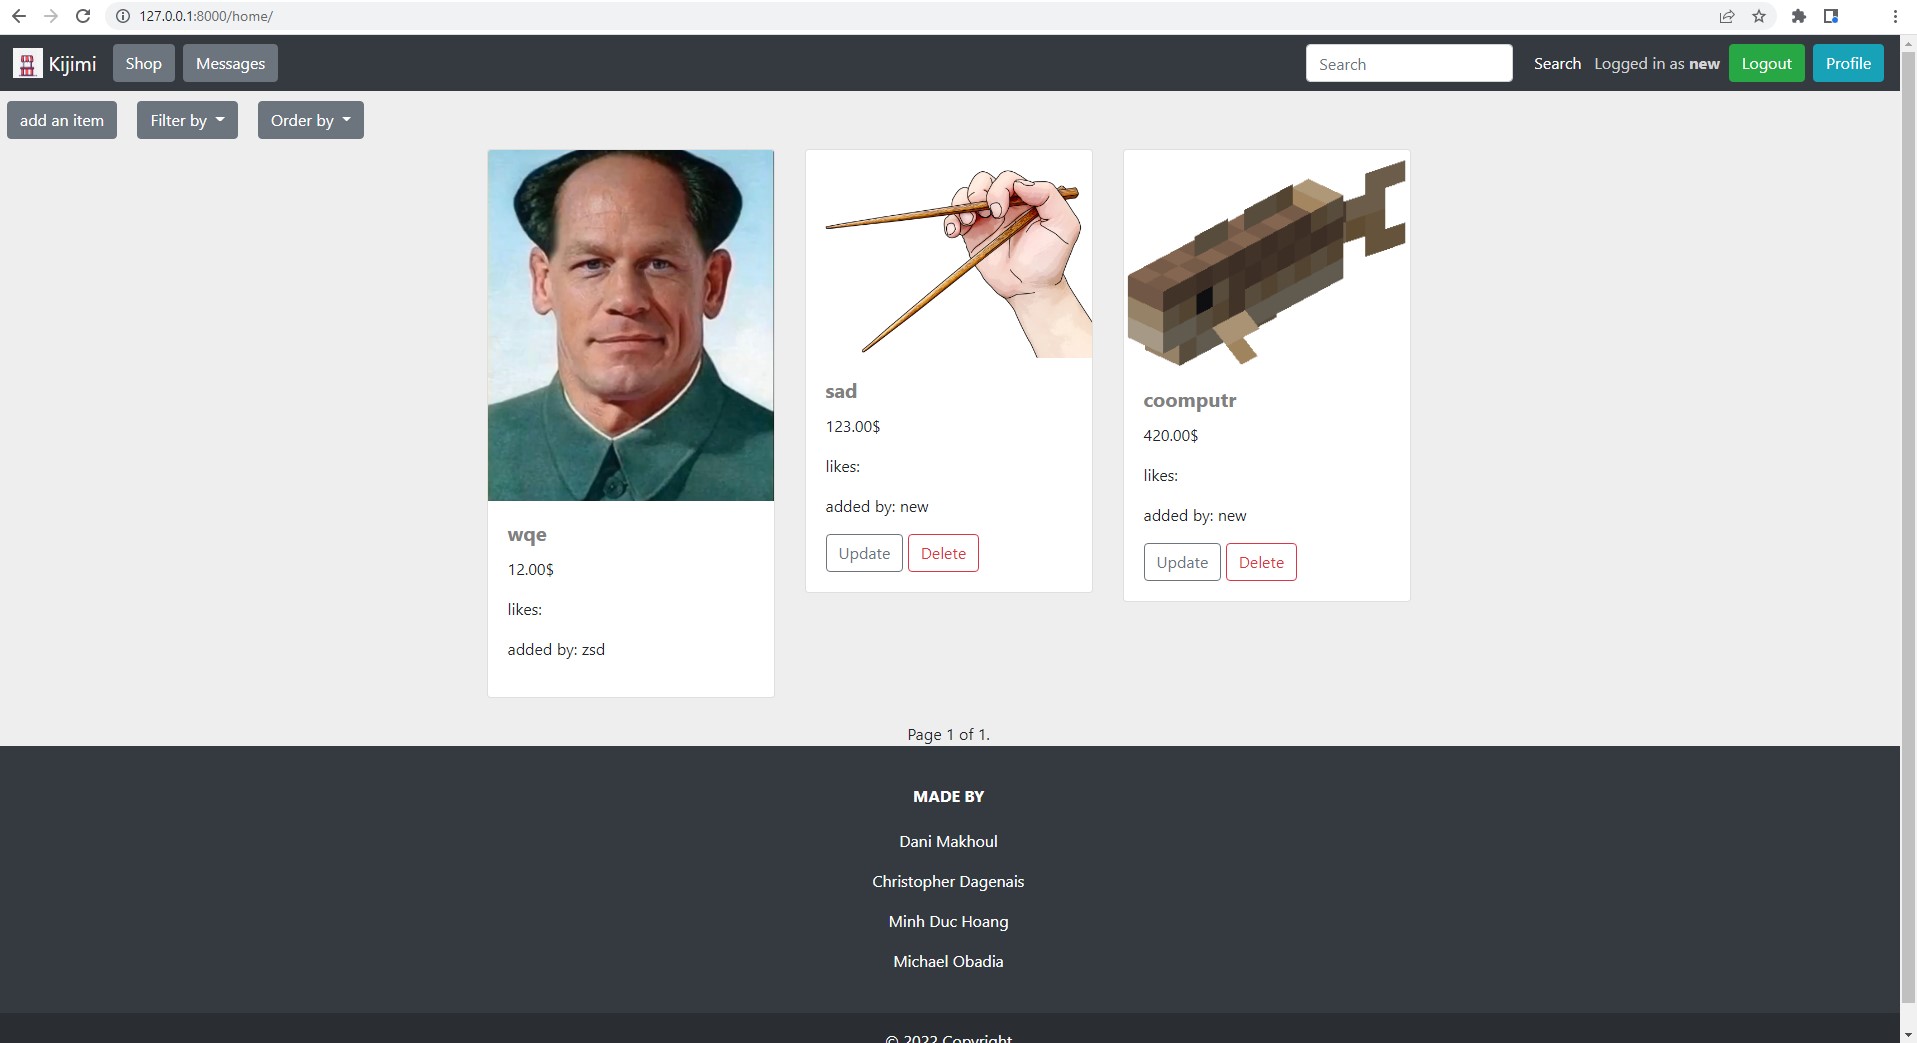 127.0.0.1:8000/home/
Kijimi Shop Messages Search Search Logged in as new Logout Profile
add an item Filter by Order by
wqe
12.00$
likes:
added by: zsd
sad
123.00$
likes:
added by: new
Update Delete
coomputr
420.00$
likes:
added by: new
Update Delete
Page 1 of 1.
MADE BY
Dani Makhoul
Christopher Dagenais
Minh Duc Hoang
Michael Obadia
© 2022 Copyright